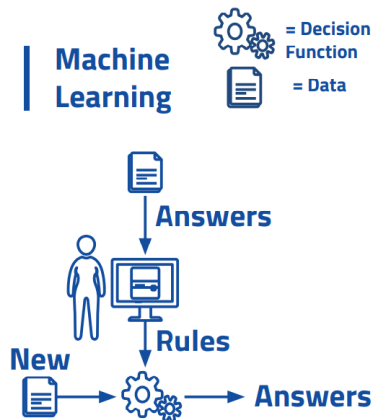 Machine
Learning
= Decision
Function
= Data
Answers
Rules
New
Answers